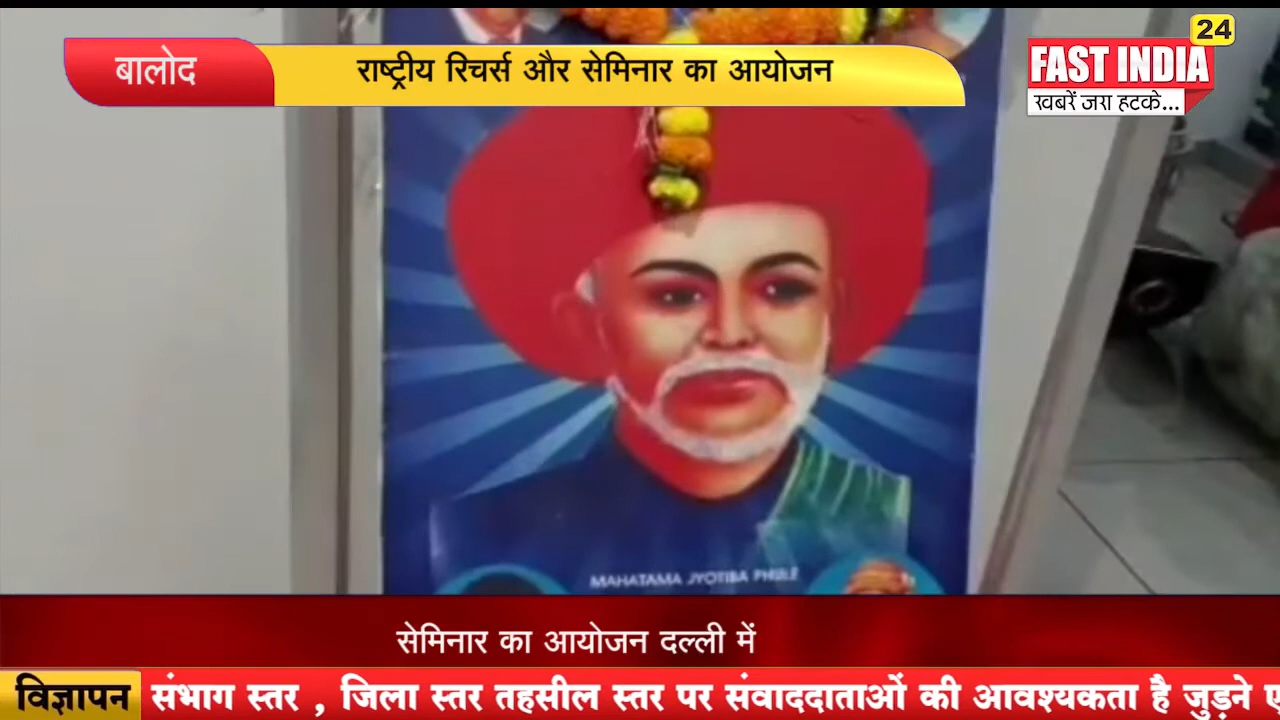 24
बालोद
राष्ट्रीय रिचर्स और सेमिनार का आयोजन
FAST INDIA
खबरें जरा हटके...
MAHATAMA JYOTIBA PHULE
सेमिनार का आयोजन दल्ली में
विज्ञापन
संभाग स्तर , जिला स्तर तहसील स्तर पर संवाददाताओं की आवश्यकता है जुड़ने ए